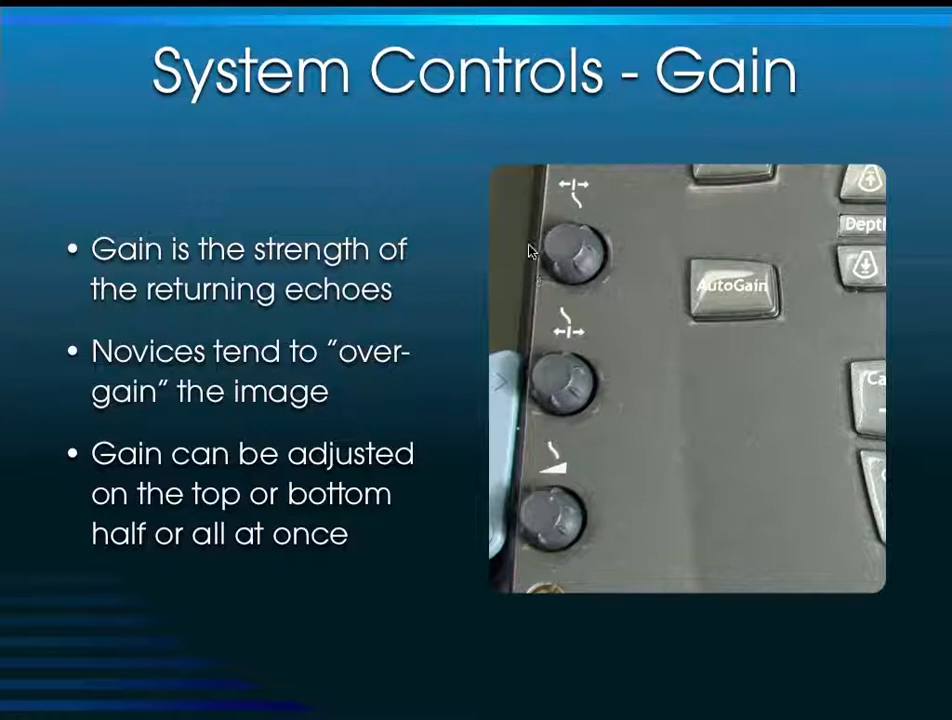 System Controls - Gain
• Gain is the strength of
the returning echoes
• Novices tend to “over-
gain” the image
• Gain can be adjusted
on the top or bottom
half or all at once
AutoGain